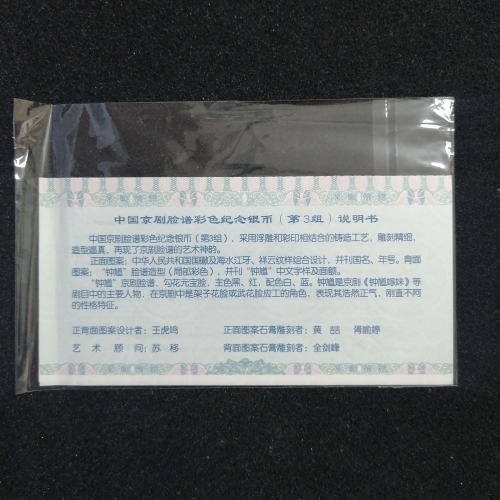 中国京剧脸谱彩色纪念银币（第3组）说明书
中国京剧脸谱彩色纪念银币（第3组），采用浮雕和彩印相结合的铸造工艺，雕刻精细，
造型逼真，再现了京剧脸谱的艺术神韵。
正面图案：中华人民共和国国徽及海水江牙、祥云纹样组合设计，并刊国名、年号。背面
图案：“钟馗”脸谱造型（局部彩色），并刊“钟馗”中文字样及面额。
“钟馗”京剧脸谱，勾花元宝脸，主色黑、红，配色白、蓝。钟馗是京剧《钟馗嫁妹》等
剧目中的主要人物，在京剧中是架子花脸或武花脸应工的角色，表现其浩然正气，刚直不阿
的性格特征。
正背面图案设计者：王虎鸣 正面图案石膏雕刻者：黄喆 周愉婷
艺术顾问：苏移 背面图案石膏雕刻者：全剑峰